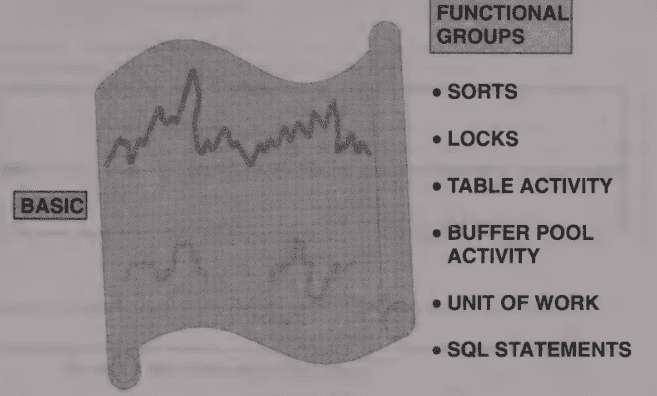 FUNCTIONAL
GROUPS
• SORTS
• LOCKS
• TABLE ACTIVITY
BASIC
• BUFFER POOL
ACTIVITY
• UNIT OF WORK
• SQL STATEMENTS